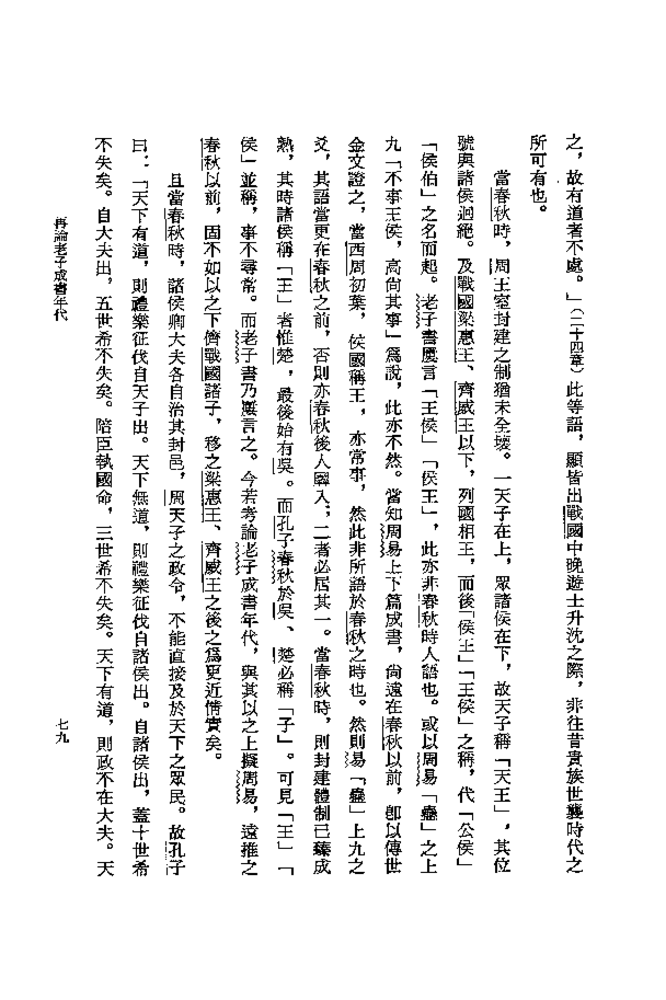 之，故有道者不處。」（二十四章）此等語，顯皆出戰國中晚遊士升沈之際，非往昔貴族世襲時代之
所可有也。
當春秋時，周王室封建之制猶未全壞。一天子在上，眾諸侯在下，故天子稱「天王」，其位
號與諸侯迥絕。及戰國梁惠王、齊威王以下，列國相王，而後「侯王」「王侯」之稱，代「公侯」
「侯伯」之名而起。老子書屢言「王侯」「侯王」，此亦非春秋時人語也。或以周易「蠱」之上
九「不事王侯，高尚其事」為說，此亦不然。當知周易上下篇成書，尚遠在春秋以前，即以傳世
金文證之，當西周初葉，侯國稱王，亦常事，然此非所語於春秋之時也。然則易「蠱」上九之
爻，其語當更在春秋之前，否則亦春秋後人羼入，二者必居其一。當春秋時，則封建體制已臻成
熟，其時諸侯稱「王」者惟楚，最後始有吳。而孔子春秋於吳、楚必稱「子」。可見「王」「
侯」並稱，事不尋常。而老子書乃屢言之。今若考論老子成書年代，與其以之上擬周易，遠推之
春秋以前，固不如以之下儕戰國諸子，移之梁惠王、齊威王之後之為更近情實矣。
且當春秋時，諸侯卿大夫各自治其封邑，周天子之政令，不能直接及於天下之眾民。故孔子
曰：「天下有道，則禮樂征伐自天子出。天下無道，則禮樂征伐自諸侯出。自諸侯出，蓋十世希
不失矣。自大夫出，五世希不失矣。陪臣執國命，三世希不失矣。天下有道，則政不在大夫。天
再論老子成書年代
七九